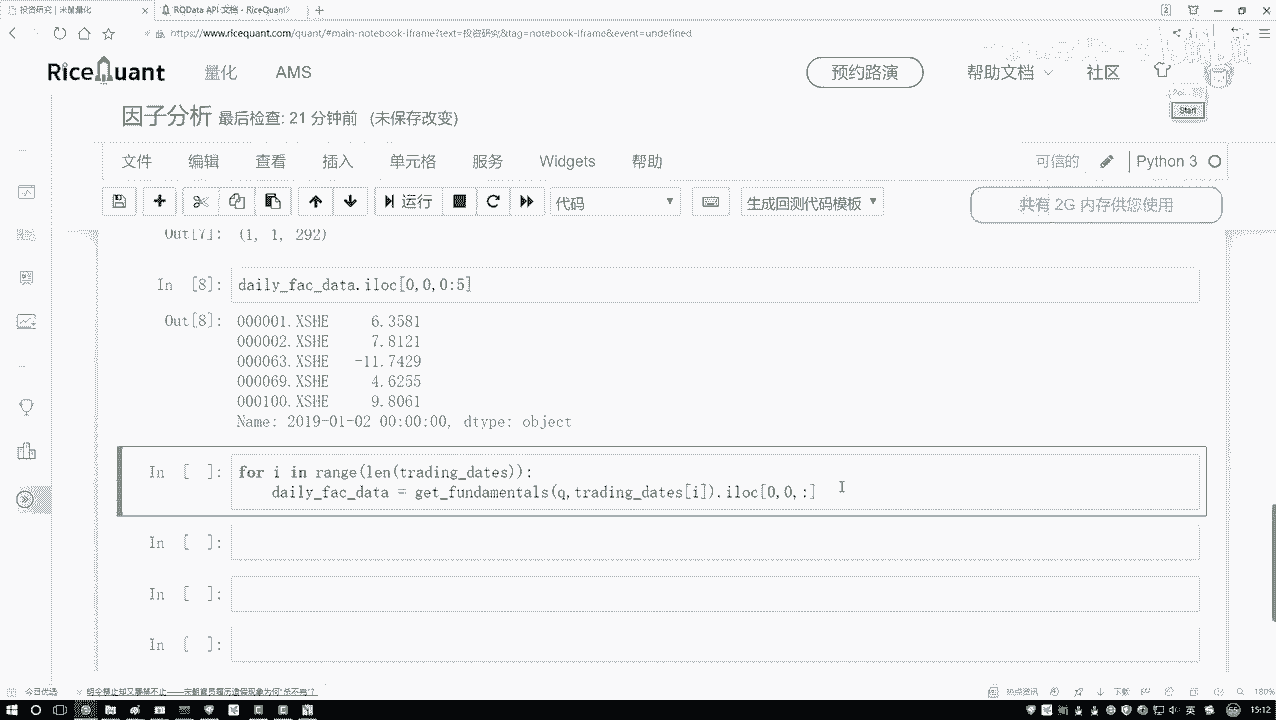 投资研究 | 米筐量化
RQData API 文档 - RiceQuant
https://www.ricequant.com/quant/#main-notebook-iframe?text=投资研究&tag=notebook-iframe&event=undefined
RiceQuant 量化 AMS 预约路演 帮助文档 社区
因子分析 最后检查: 21 分钟前 (未保存改变)
Start
文件 编辑 查看 插入 单元格 服务 Widgets 帮助 可信的 Python 3
运行 代码 生成回测代码模板 共有 2G 内存供您使用
Out[7]: (1, 1, 292)
In [8]: daily_fac_data.iloc[0,0,0:5]
Out[8]: 000001.XSHE 6.3581
000002.XSHE 7.8121
000063.XSHE -11.7429
000069.XSHE 4.6255
000100.XSHE 9.8061
Name: 2019-01-02 00:00:00, dtype: object
In [ ]: for i in range(len(trading_dates)):
daily_fac_data = get_fundamentals(q,trading_dates[i]).iloc[0,0,:]
In [ ]:
In [ ]:
In [ ]:
今日优选 热点资讯 下载 180%
英 15:12